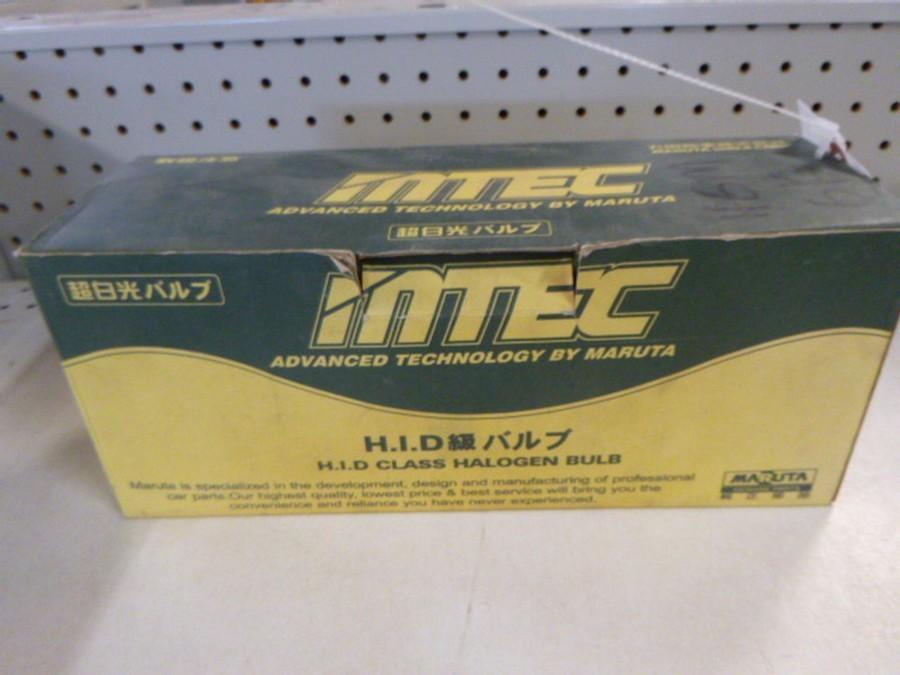 INTEC
ADVANCED TECHNOLOGY BY MARUTA
超日光バルブ
超日光バルブ
INTEC
ADVANCED TECHNOLOGY BY MARUTA
H.I.D級バルブ
H.I.D CLASS HALOGEN BULB
Maruta is specialized in the development, design and manufacturing of professional
car parts.Our highest quality, lowest price & best service will bring you the
convenience and reliance you have never experienced.
MARUTA